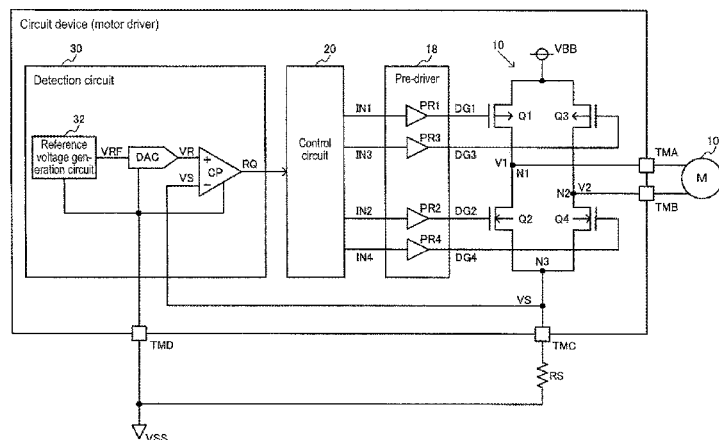 Circuit device (motor driver)
30
Detection circuit
32
Reference
voltage gen-
eration circuit
VRF
DAC
VR
VS
+
−
CP
RQ
20
Control
circuit
IN1
IN3
IN2
IN4
18
Pre-driver
PR1
PR3
PR2
PR4
DG1
DG3
DG2
DG4
10
VBB
Q1
Q3
V1
N1
N2
V2
Q2
Q4
N3
VS
TMA
TMB
M
TMD
TMC
RS
VSS